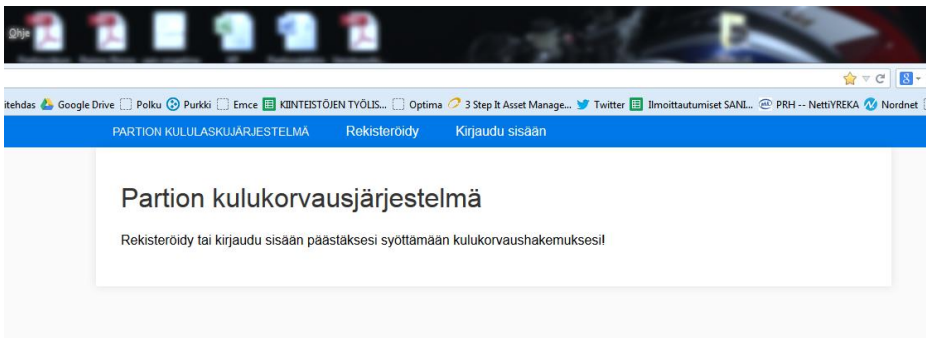 Ohje
itehdas Google Drive Polku Purkki Emce KIINTEISTÖJEN TYÖLIS... Optima 3 Step It Asset Manage... Twitter Ilmoittautumiset SANI... PRH -- NettiYREKA Nordnet
PARTION KULULASKUJÄRJESTELMÄ Rekisteröidy Kirjaudu sisään
Partion kulukorvausjärjestelmä
Rekisteröidy tai kirjaudu sisään päästäksesi syöttämään kulukorvaushakemuksesi!